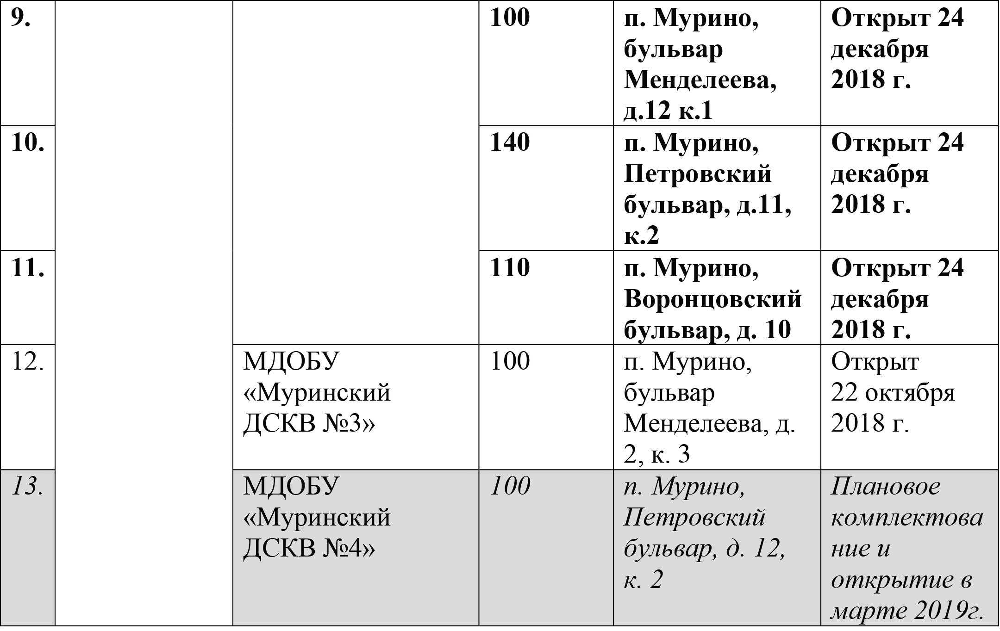 9.
100
п. Мурино,
бульвар
Менделеева,
д.12 к.1
Открыт 24
декабря
2018 г.
10.
140
п. Мурино,
Петровский
бульвар, д.11,
к.2
Открыт 24
декабря
2018 г.
11.
110
п. Мурино,
Воронцовский
бульвар, д. 10
Открыт 24
декабря
2018 г.
12.
МДОБУ
«Муринский
ДСКВ №3»
100
п. Мурино,
бульвар
Менделеева, д.
2, к. 3
Открыт
22 октября
2018 г.
13.
МДОБУ
«Муринский
ДСКВ №4»
100
п. Мурино,
Петровский
бульвар, д. 12,
к. 2
Плановое
комплектова
ние и
открытие в
марте 2019г.